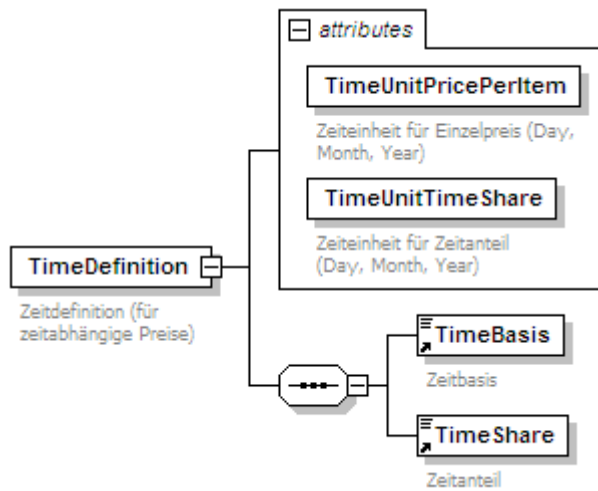 attributes
TimeUnitPricePerItem
Zeiteinheit für Einzelpreis (Day,
Month, Year)
TimeUnitTimeShare
Zeiteinheit für Zeitanteil
(Day, Month, Year)
TimeDefinition
Zeitdefinition (für
zeitabhängige Preise)
TimeBasis
Zeitbasis
TimeShare
Zeitanteil